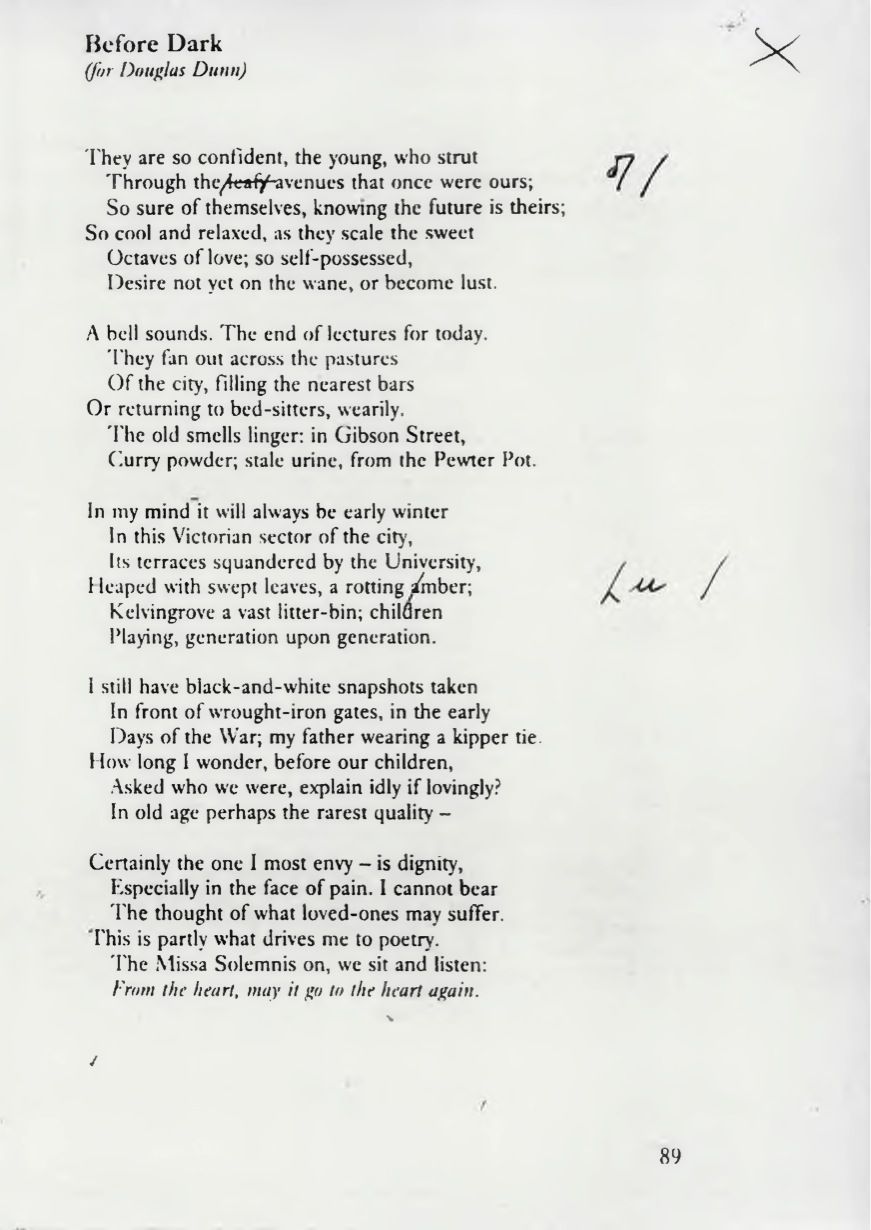 Before Dark
(for Douglas Dunn)
They are so confident, the young, who strut
Through the leafy avenues that once were ours;
So sure of themselves, knowing the future is theirs;
So cool and relaxed, as they scale the sweet
Octaves of love; so self-possessed,
Desire not yet on the wane, or become lust.
A bell sounds. The end of lectures for today.
They fan out across the pastures
Of the city, filling the nearest bars
Or returning to bed-sitters, wearily.
The old smells linger: in Gibson Street,
Curry powder; stale urine, from the Pewter Pot.
In my mind it will always be early winter
In this Victorian sector of the city,
Its terraces squandered by the University,
Heaped with swept leaves, a rotting amber;
Kelvingrove a vast litter-bin; children
Playing, generation upon generation.
I still have black-and-white snapshots taken
In front of wrought-iron gates, in the early
Days of the War; my father wearing a kipper tie.
How long I wonder, before our children,
Asked who we were, explain idly if lovingly?
In old age perhaps the rarest quality –
Certainly the one I most envy – is dignity,
Especially in the face of pain. I cannot bear
The thought of what loved-ones may suffer.
This is partly what drives me to poetry.
The Missa Solemnis on, we sit and listen:
From the heart, may it go to the heart again.
89